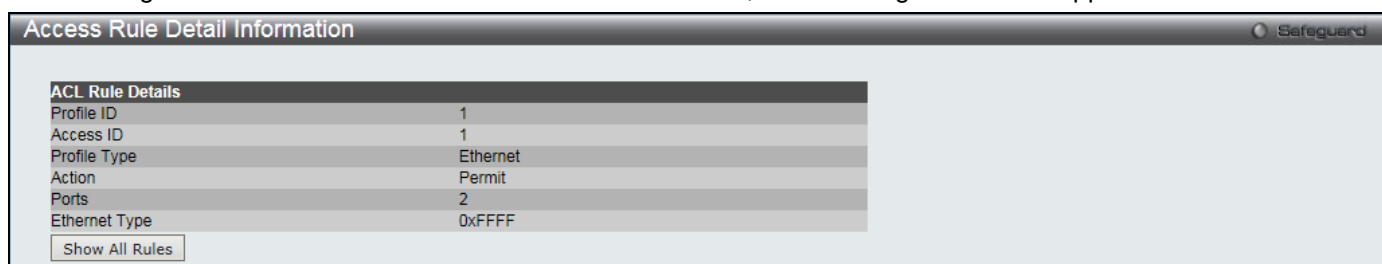 Access Rule Detail Information
Safeguard
ACL Rule Details
Profile ID 1
Access ID 1
Profile Type Ethernet
Action Permit
Ports 2
Ethernet Type 0xFFFF
Show All Rules